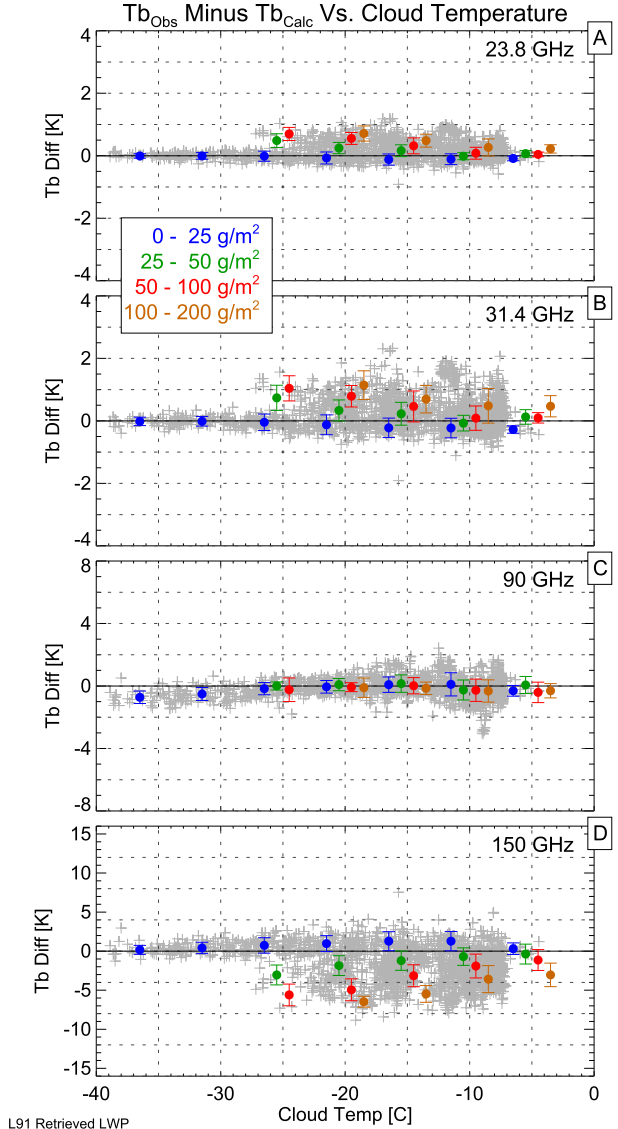 Tb_Obs Minus Tb_Calc Vs. Cloud Temperature
A
23.8 GHz
4
2
0
-2
-4
Tb Diff [K]
0 - 25 g/m²
25 - 50 g/m²
50 - 100 g/m²
100 - 200 g/m²
B
31.4 GHz
4
2
0
-2
-4
Tb Diff [K]
C
90 GHz
8
4
0
-4
-8
Tb Diff [K]
D
150 GHz
15
10
5
0
-5
-10
-15
Tb Diff [K]
-40 -30 -20 -10 0
Cloud Temp [C]
L91 Retrieved LWP